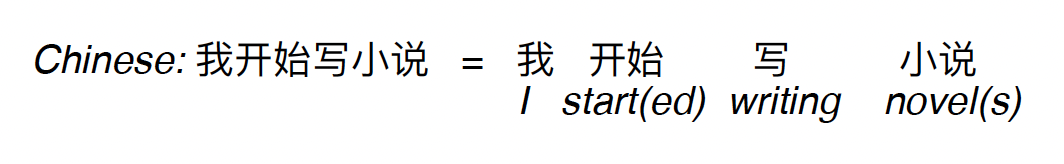 Chinese: 我开始写小说 = 我 开始 写 小说
I start(ed) writing novel(s)